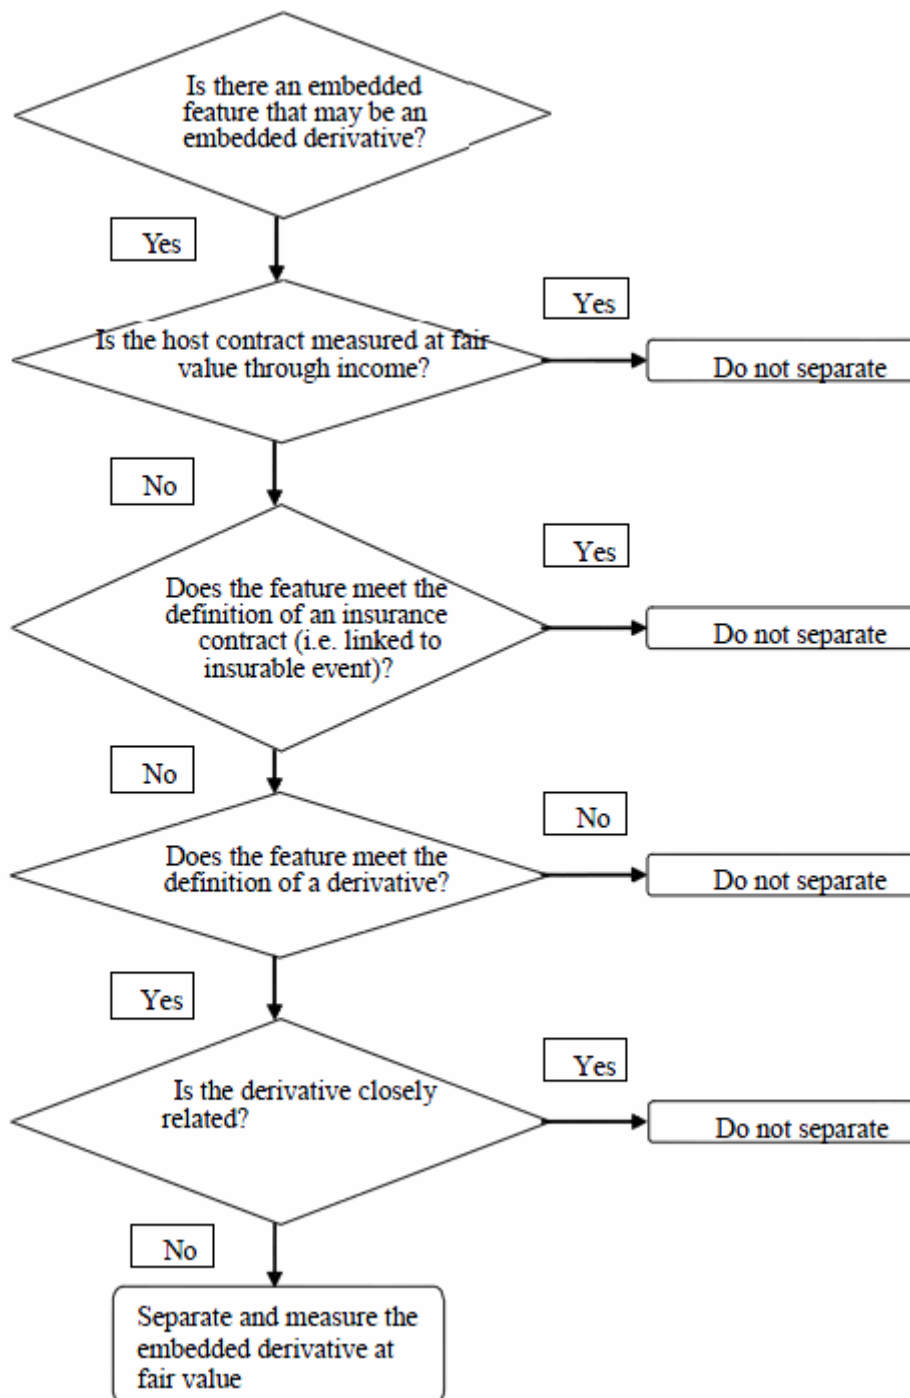 Is there an embedded
feature that may be an
embedded derivative?
Yes
Yes
Is the host contract measured at fair
value through income?
Do not separate
No
Yes
Does the feature meet the
definition of an insurance
contract (i.e. linked to
insurable event)?
Do not separate
No
No
Does the feature meet the
definition of a derivative?
Do not separate
Yes
Yes
Is the derivative closely
related?
Do not separate
No
Separate and measure the
embedded derivative at
fair value